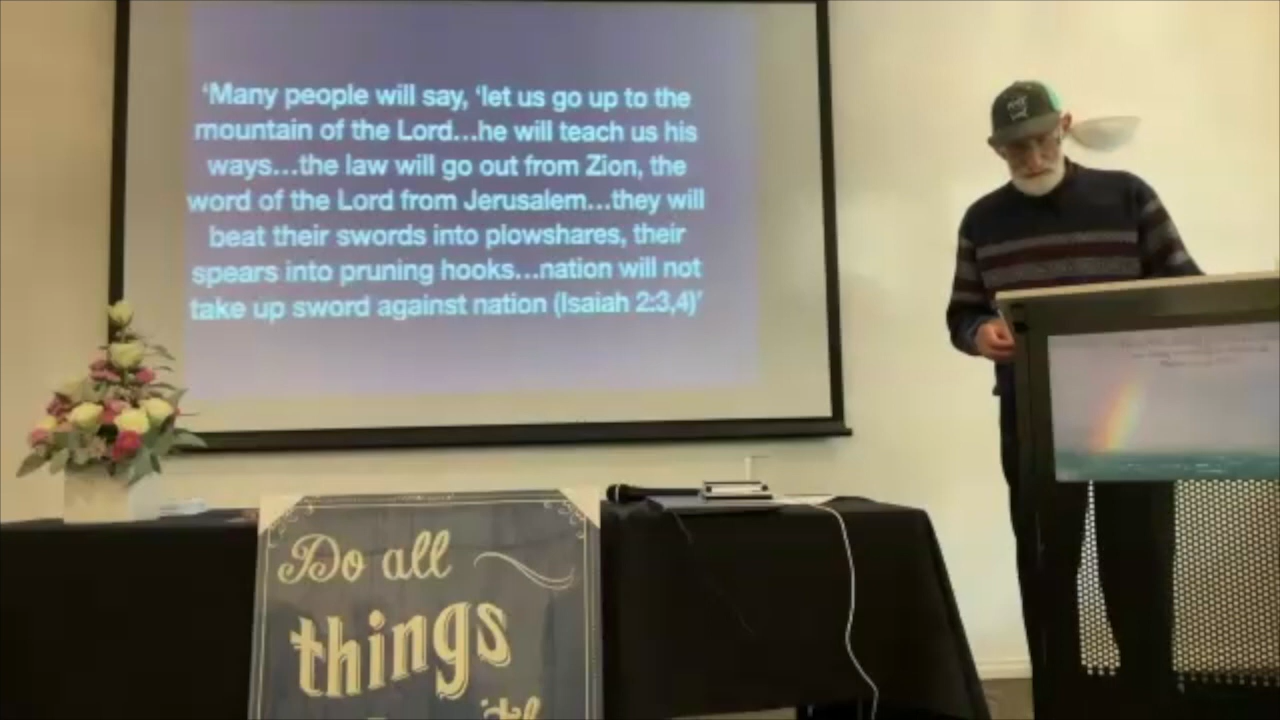 ‘Many people will say, ‘let us go up to the
mountain of the Lord...he will teach us his
ways...the law will go out from Zion, the
word of the Lord from Jerusalem...they will
beat their swords into plowshares, their
spears into pruning hooks...nation will not
take up sword against nation (Isaiah 2:3,4)’
Do all
things